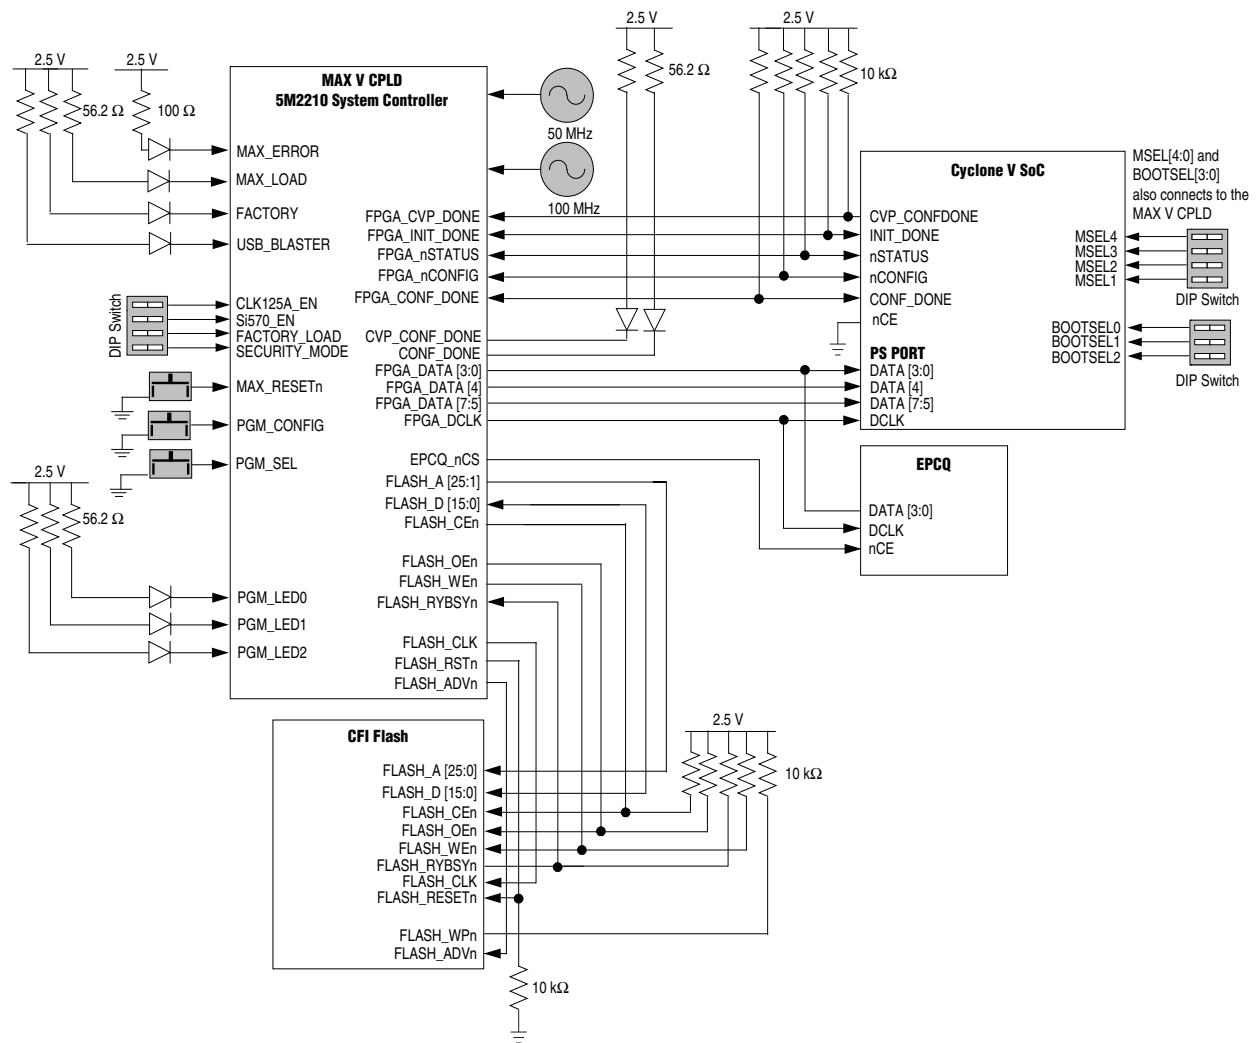 2.5 V
2.5 V
2.5 V
2.5 V
56.2 Ω
100 Ω
56.2 Ω
10 kΩ
MAX V CPLD
5M2210 System Controller
50 MHz
100 MHz
MAX_ERROR
MAX_LOAD
FACTORY
USB_BLASTER
DIP Switch
CLK125A_EN
Si570_EN
FACTORY_LOAD
SECURITY_MODE
MAX_RESETn
PGM_CONFIG
PGM_SEL
2.5 V
56.2 Ω
PGM_LED0
PGM_LED1
PGM_LED2
FPGA_CVP_DONE
FPGA_INIT_DONE
FPGA_nSTATUS
FPGA_nCONFIG
FPGA_CONF_DONE
CVP_CONF_DONE
CONF_DONE
FPGA_DATA [3:0]
FPGA_DATA [4]
FPGA_DATA [7:5]
FPGA_DCLK
EPCQ_nCS
FLASH_A [25:1]
FLASH_D [15:0]
FLASH_CEn
FLASH_OEn
FLASH_WEn
FLASH_RYBSYn
FLASH_CLK
FLASH_RSTn
FLASH_ADVn
Cyclone V SoC
CVP_CONFDONE
INIT_DONE
nSTATUS
nCONFIG
CONF_DONE
nCE
PS PORT
DATA [3:0]
DATA [4]
DATA [7:5]
DCLK
MSEL4
MSEL3
MSEL2
MSEL1
BOOTSEL0
BOOTSEL1
BOOTSEL2
MSEL[4:0] and
BOOTSEL[3:0]
also connects to the
MAX V CPLD
DIP Switch
DIP Switch
EPCQ
DATA [3:0]
DCLK
nCE
CFI Flash
FLASH_A [25:0]
FLASH_D [15:0]
FLASH_CEn
FLASH_OEn
FLASH_WEn
FLASH_RYBSYn
FLASH_CLK
FLASH_RESETn
FLASH_WPn
FLASH_ADVn
2.5 V
10 kΩ
10 kΩ